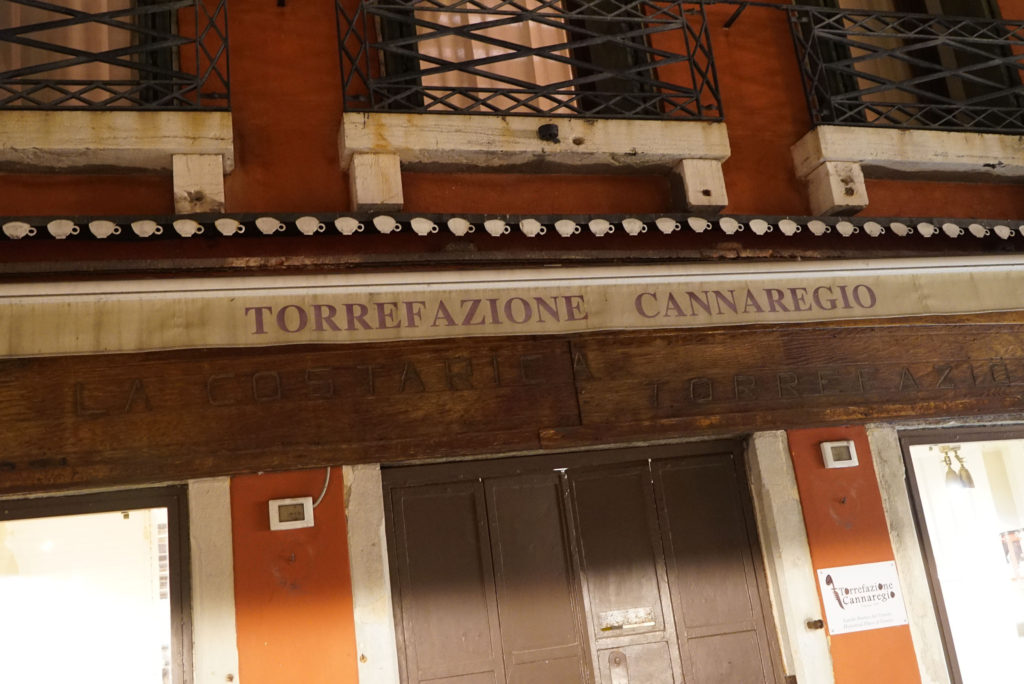 TORREFAZIONE CANNAREGIO
LA COSTARICA TORREFAZIO
Torrefazione
Cannaregio